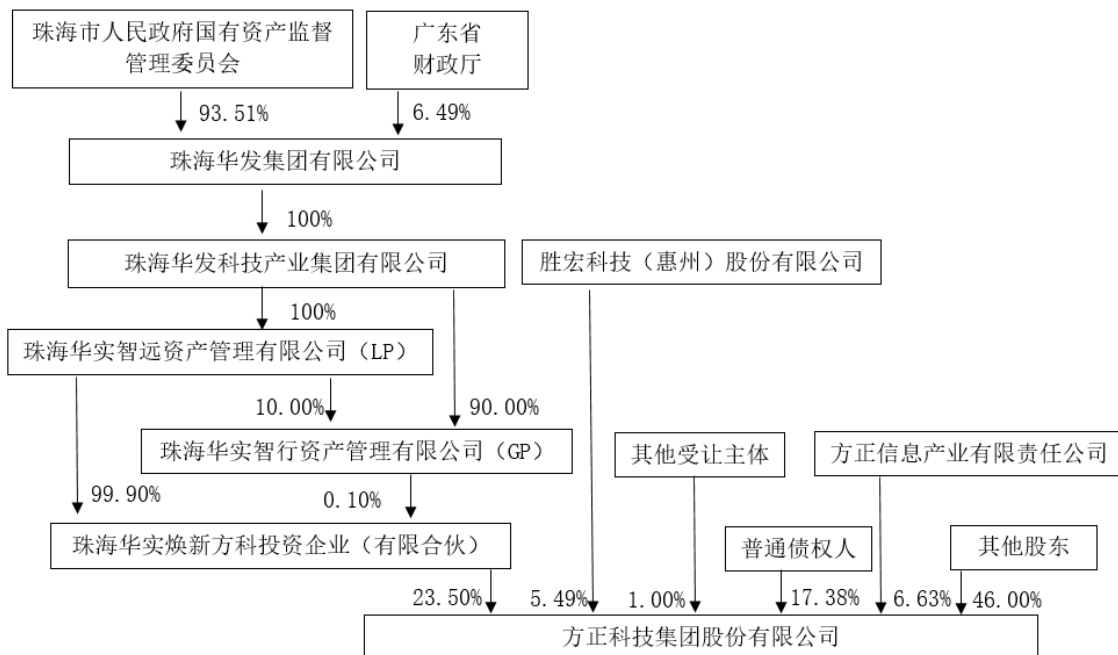 珠海市人民政府国有资产监督
管理委员会
广东省
财政厅
93.51%
6.49%
珠海华发集团有限公司
100%
珠海华发科技产业集团有限公司
胜宏科技（惠州）股份有限公司
100%
珠海华实智远资产管理有限公司（LP）
10.00%
90.00%
珠海华实智行资产管理有限公司（GP）
其他受让主体
方正信息产业有限责任公司
99.90%
0.10%
珠海华实焕新方科投资企业（有限合伙）
普通债权人
其他股东
23.50%
5.49%
1.00%
17.38%
6.63%
46.00%
方正科技集团股份有限公司